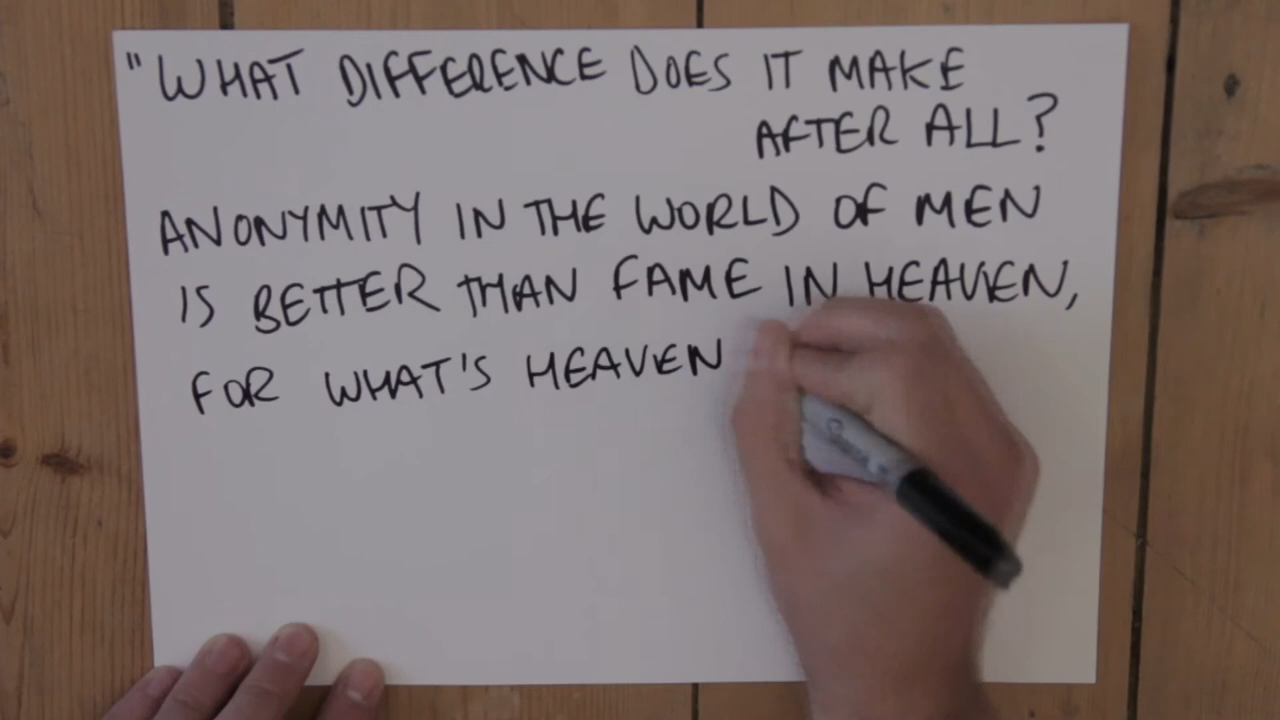 "WHAT DIFFERENCE DOES IT MAKE
AFTER ALL?
ANONYMITY IN THE WORLD OF MEN
IS BETTER THAN FAME IN HEAVEN,
FOR WHAT'S HEAVEN